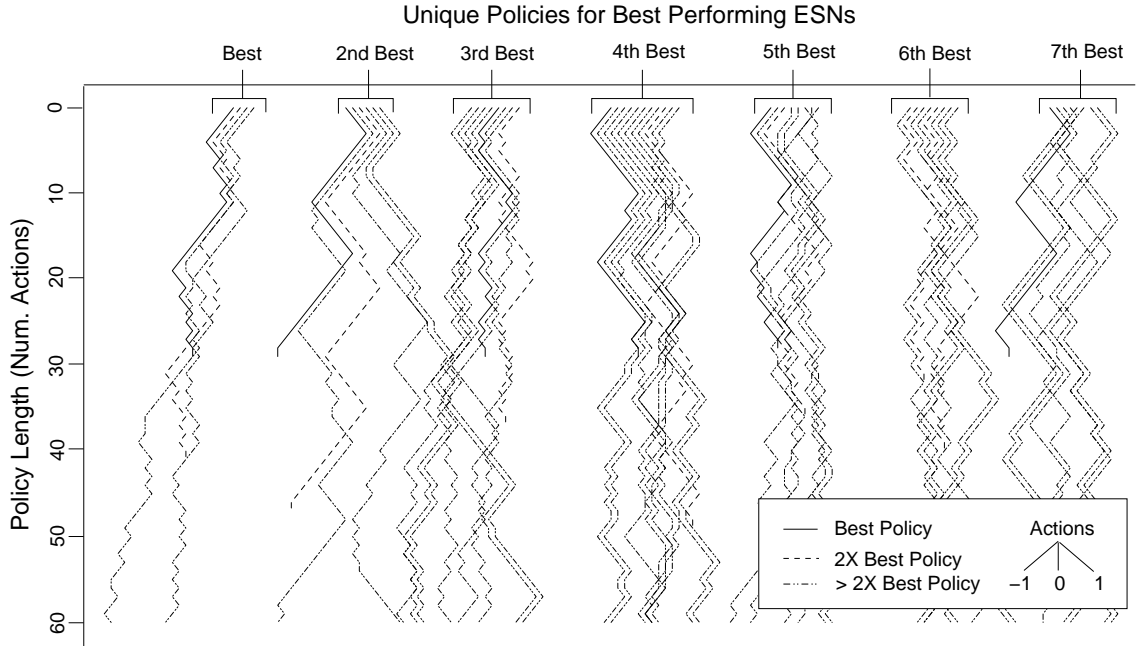 Unique Policies for Best Performing ESNs
Best 2nd Best 3rd Best 4th Best 5th Best 6th Best 7th Best
Policy Length (Num. Actions)
0
10
20
30
40
50
60
Best Policy
2X Best Policy
> 2X Best Policy
Actions
−1 0 1